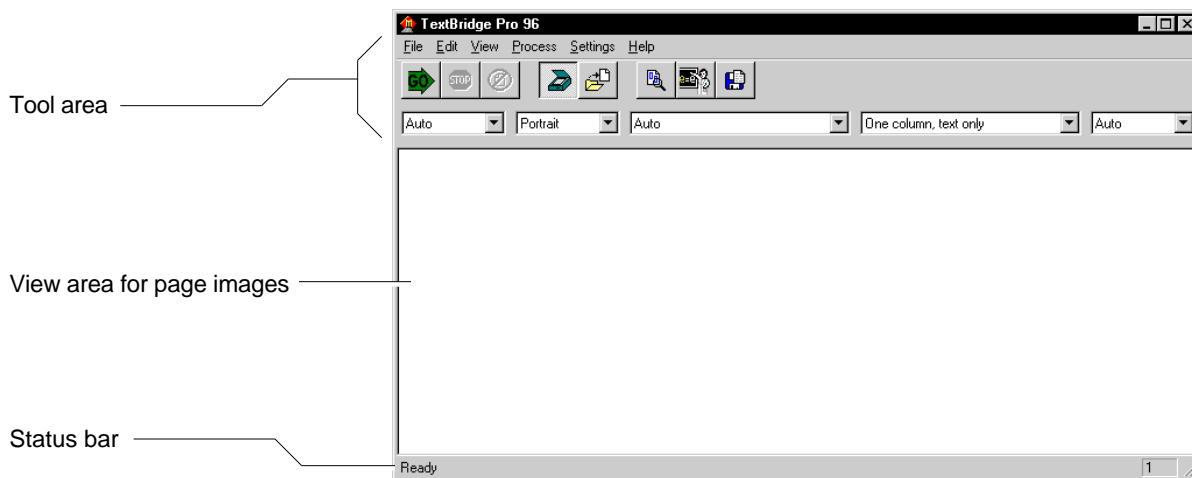 TextBridge Pro 96
File Edit View Process Settings Help
GO STOP
Tool area
Auto Portrait Auto One column, text only Auto
View area for page images
Status bar
Ready 1